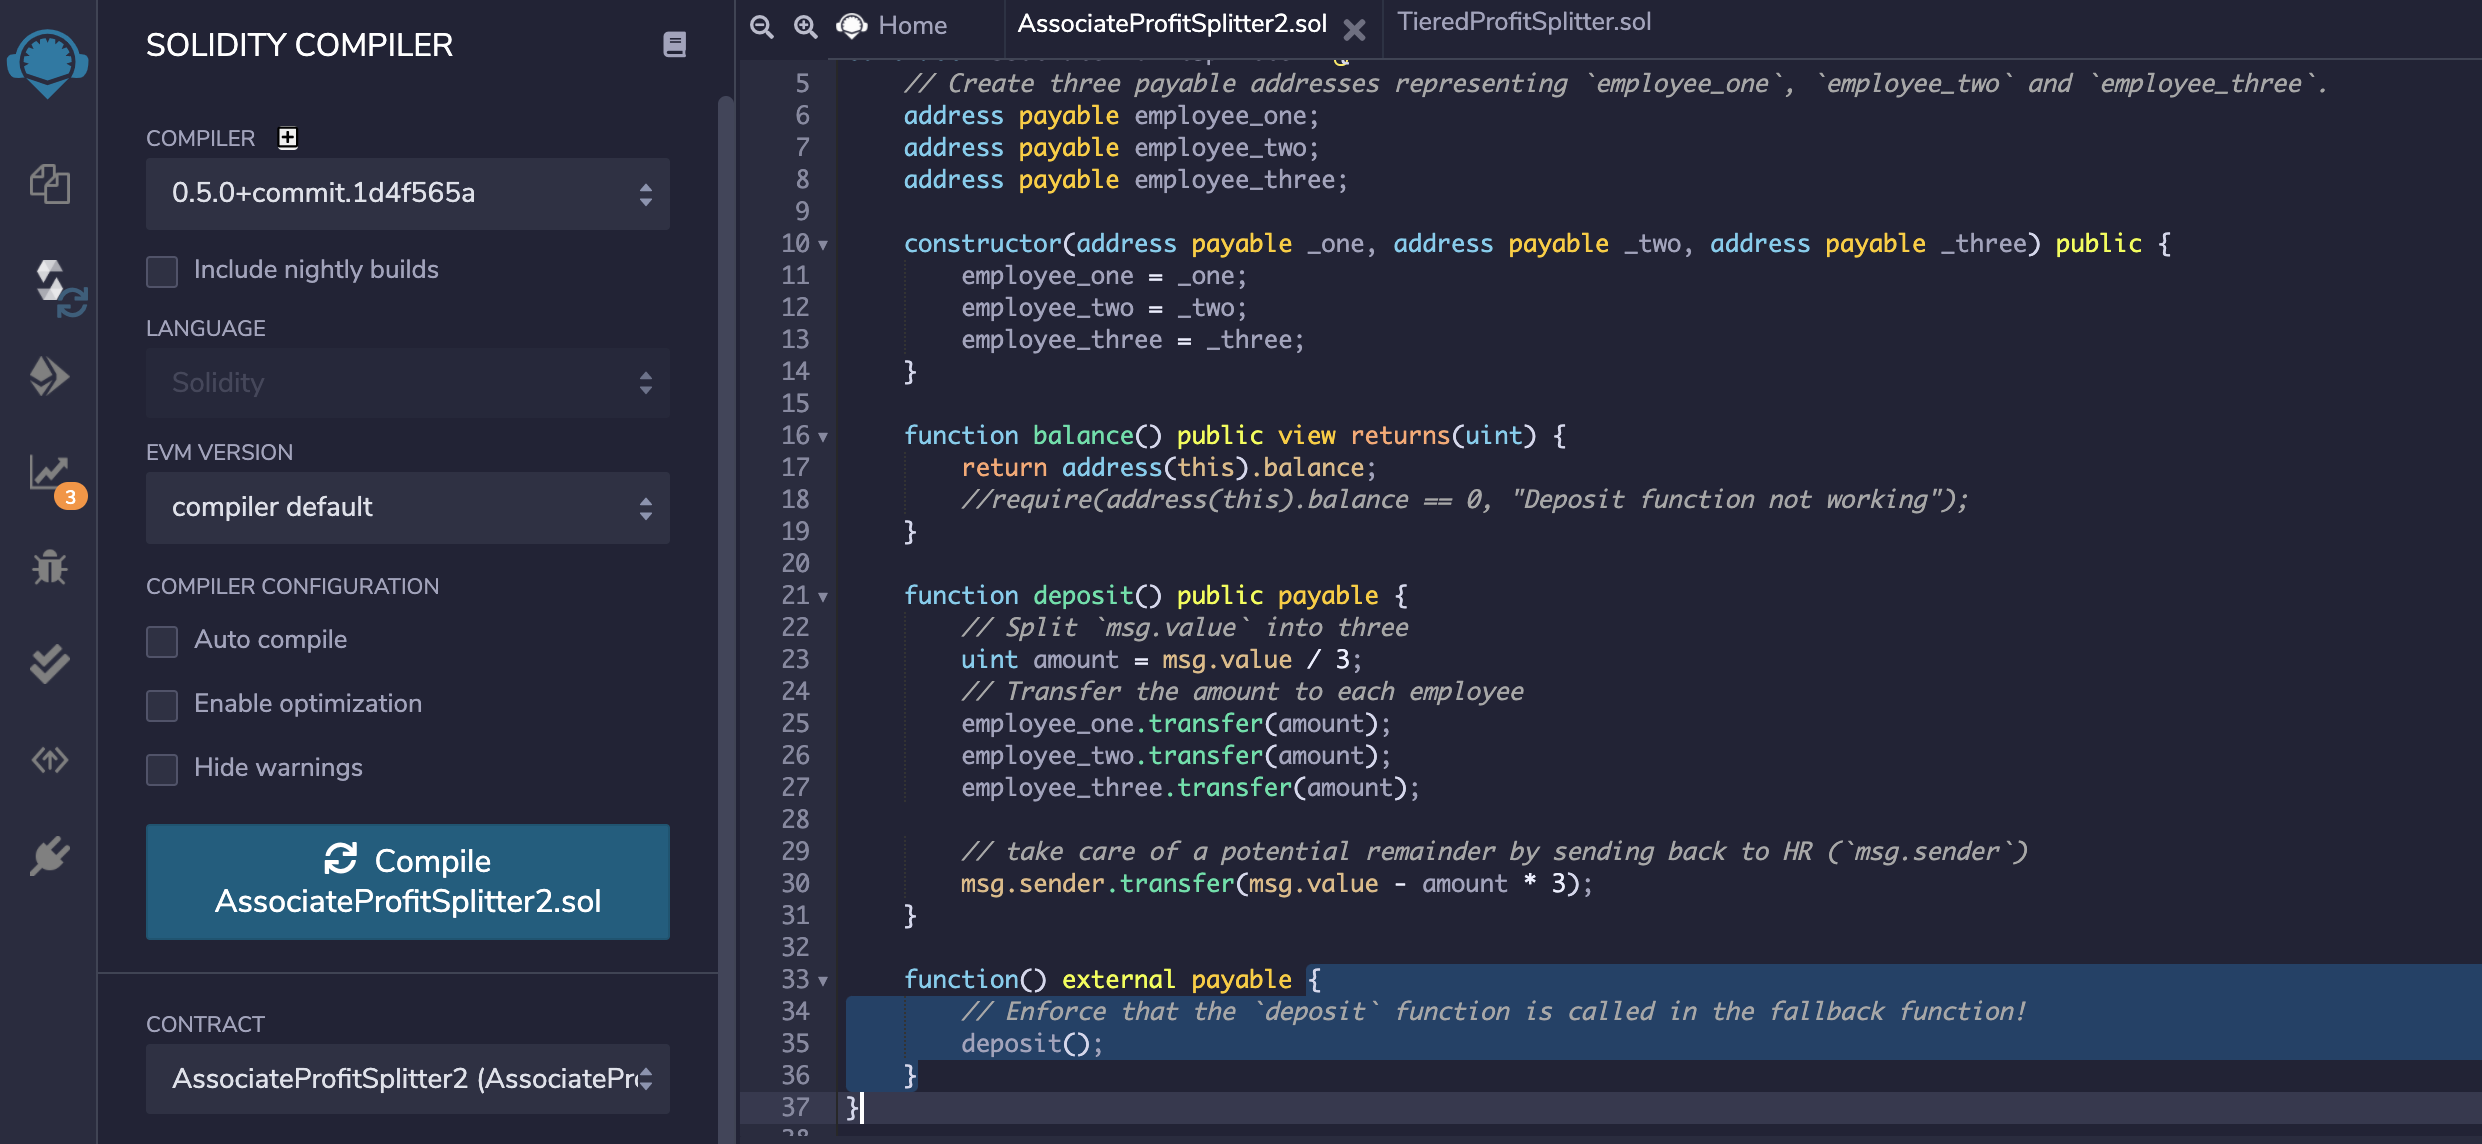 SOLIDITY COMPILER
COMPILER
0.5.0+commit.1d4f565a
Include nightly builds
LANGUAGE
Solidity
EVM VERSION
compiler default
COMPILER CONFIGURATION
Auto compile
Enable optimization
Hide warnings
Compile
AssociateProfitSplitter2.sol
CONTRACT
AssociateProfitSplitter2 (AssociatePr
3
Home
AssociateProfitSplitter2.sol
TieredProfitSplitter.sol
5 // Create three payable addresses representing `employee_one`, `employee_two` and `employee_three`.
6 address payable employee_one;
7 address payable employee_two;
8 address payable employee_three;
9
10 constructor(address payable _one, address payable _two, address payable _three) public {
11 employee_one = _one;
12 employee_two = _two;
13 employee_three = _three;
14 }
15
16 function balance() public view returns(uint) {
17 return address(this).balance;
18 //require(address(this).balance == 0, "Deposit function not working");
19 }
20
21 function deposit() public payable {
22 // Split `msg.value` into three
23 uint amount = msg.value / 3;
24 // Transfer the amount to each employee
25 employee_one.transfer(amount);
26 employee_two.transfer(amount);
27 employee_three.transfer(amount);
28
29 // take care of a potential remainder by sending back to HR (`msg.sender`)
30 msg.sender.transfer(msg.value - amount * 3);
31 }
32
33 function() external payable {
34 // Enforce that the `deposit` function is called in the fallback function!
35 deposit();
36 }
37 }